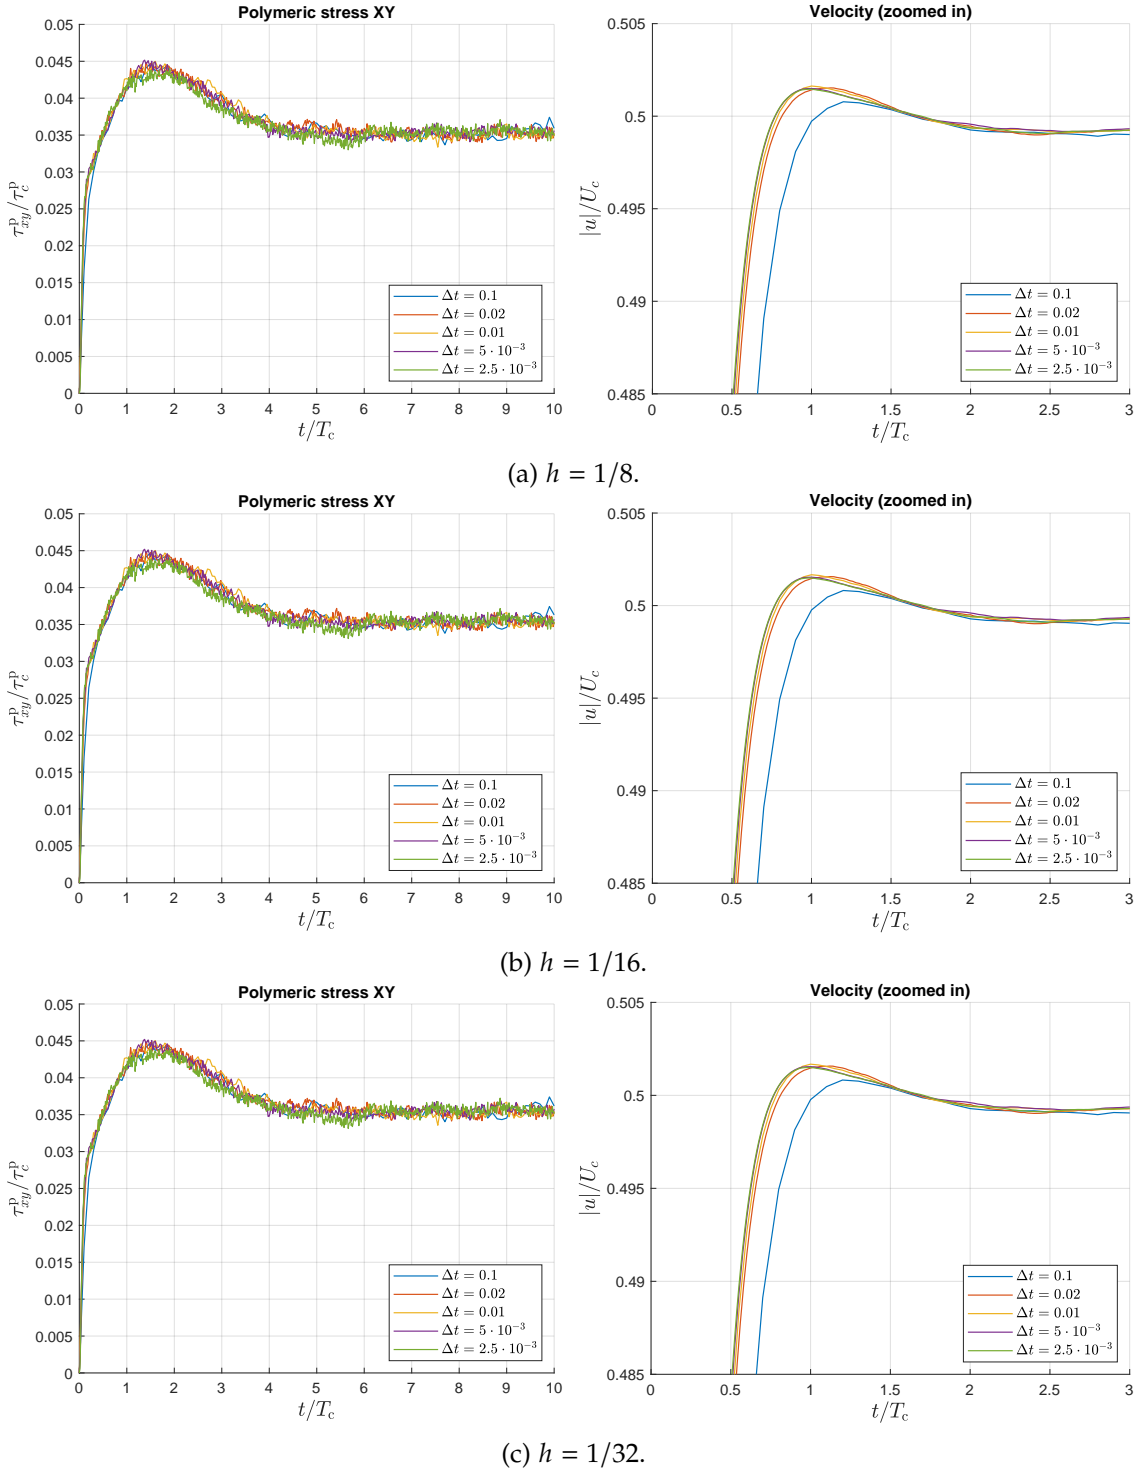 Polymeric stress XY
0.05
0.045
0.04
0.035
0.03
0.025
0.02
0.015
0.01
0.005
0
τ^p_xy/τ^p_c
0 1 2 3 4 5 6 7 8 9 10
t/T_c
Δt = 0.1
Δt = 0.02
Δt = 0.01
Δt = 5 · 10⁻³
Δt = 2.5 · 10⁻³
Velocity (zoomed in)
0.505
0.5
0.495
0.49
0.485
|u|/U_c
0 0.5 1 1.5 2 2.5 3
t/T_c
Δt = 0.1
Δt = 0.02
Δt = 0.01
Δt = 5 · 10⁻³
Δt = 2.5 · 10⁻³
(a) h = 1/8.
Polymeric stress XY
0.05
0.045
0.04
0.035
0.03
0.025
0.02
0.015
0.01
0.005
0
τ^p_xy/τ^p_c
0 1 2 3 4 5 6 7 8 9 10
t/T_c
Δt = 0.1
Δt = 0.02
Δt = 0.01
Δt = 5 · 10⁻³
Δt = 2.5 · 10⁻³
Velocity (zoomed in)
0.505
0.5
0.495
0.49
0.485
|u|/U_c
0 0.5 1 1.5 2 2.5 3
t/T_c
Δt = 0.1
Δt = 0.02
Δt = 0.01
Δt = 5 · 10⁻³
Δt = 2.5 · 10⁻³
(b) h = 1/16.
Polymeric stress XY
0.05
0.045
0.04
0.035
0.03
0.025
0.02
0.015
0.01
0.005
0
τ^p_xy/τ^p_c
0 1 2 3 4 5 6 7 8 9 10
t/T_c
Δt = 0.1
Δt = 0.02
Δt = 0.01
Δt = 5 · 10⁻³
Δt = 2.5 · 10⁻³
Velocity (zoomed in)
0.505
0.5
0.495
0.49
0.485
|u|/U_c
0 0.5 1 1.5 2 2.5 3
t/T_c
Δt = 0.1
Δt = 0.02
Δt = 0.01
Δt = 5 · 10⁻³
Δt = 2.5 · 10⁻³
(c) h = 1/32.